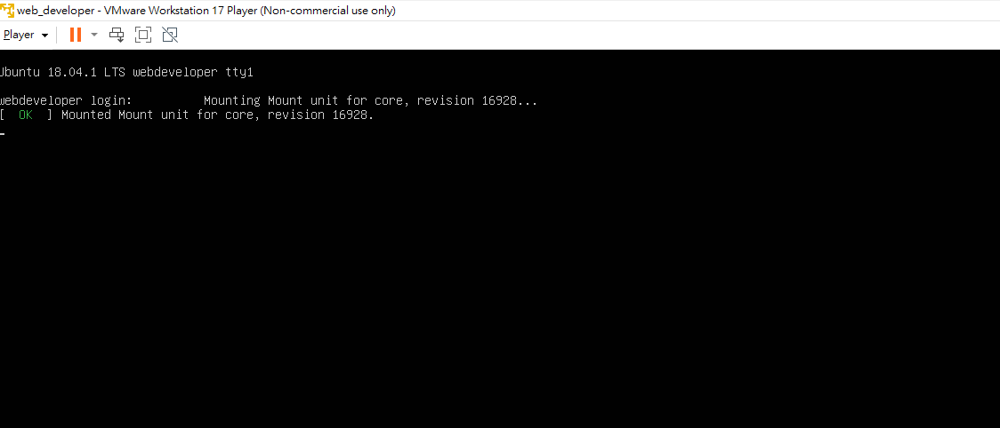 web_developer - VMware Workstation 17 Player (Non-commercial use only)
Player
Ubuntu 18.04.1 LTS webdeveloper tty1
webdeveloper login:          Mounting Mount unit for core, revision 16928...
[  OK  ] Mounted Mount unit for core, revision 16928.